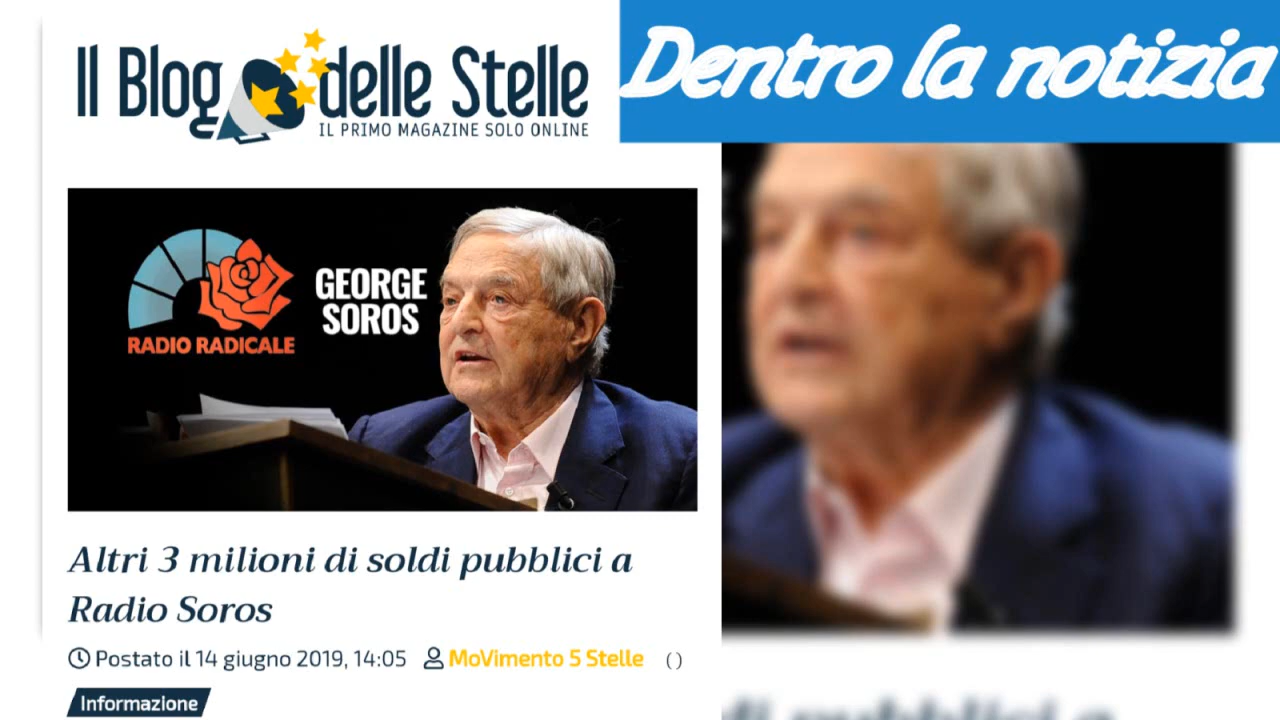 Il Blog delle Stelle
IL PRIMO MAGAZINE SOLO ONLINE
Dentro la notizia
RADIO RADICALE
GEORGE
SOROS
Altri 3 milioni di soldi pubblici a
Radio Soros
Postato il 14 giugno 2019, 14:05 MoVimento 5 Stelle ()
Informazione